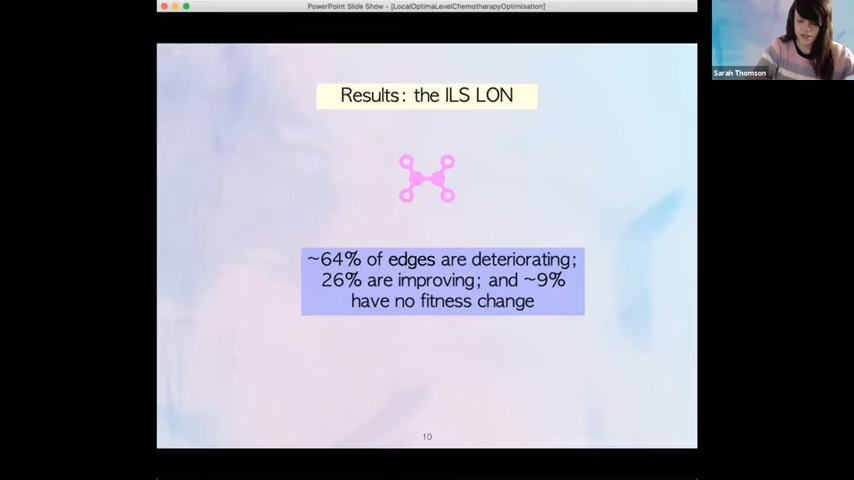 PowerPoint Slide Show - [LocalOptimaLevelChemotherapyOptimisation]
Sarah Thomson
Results: the ILS LON
~64% of edges are deteriorating;
26% are improving; and ~9%
have no fitness change
10